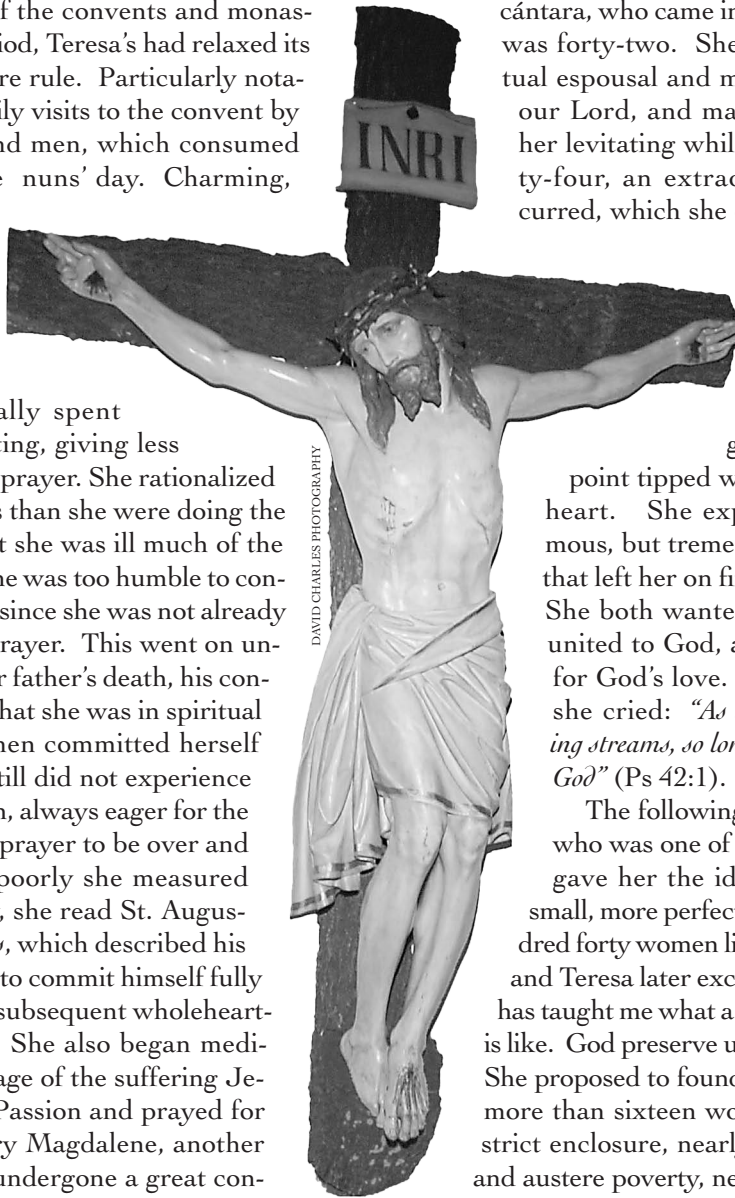 f the convents and monas-
iod, Teresa's had relaxed its
re rule. Particularly nota-
ily visits to the convent by
nd men, which consumed
e nuns' day. Charming,
ally spent
ting, giving less
prayer. She rationalized
s than she were doing the
t she was ill much of the
ne was too humble to con-
since she was not already
rayer. This went on un-
r father's death, his con-
hat she was in spiritual
hen committed herself
till did not experience
n, always eager for the
prayer to be over and
poorly she measured
, she read St. Augus-
s, which described his
to commit himself fully
subsequent wholeheart-
She also began medi-
age of the suffering Je-
Passion and prayed for
ry Magdalene, another
undergone a great con-
INRI
DAVID CHARLES PHOTOGRAPHY
cántara, who came in
was forty-two. She
tual espousal and m
our Lord, and ma
her levitating whil
ty-four, an extrac
curred, which she
g
point tipped w
heart. She exp
mous, but treme
that left her on fi
She both wante
united to God, a
for God's love.
she cried: "As
ing streams, so lon
God" (Ps 42:1).
The following
who was one of
gave her the id
small, more perfect
dred forty women li
and Teresa later exc
has taught me what a
is like. God preserve u
She proposed to found
more than sixteen wo
strict enclosure, nearly
and austere poverty, ne